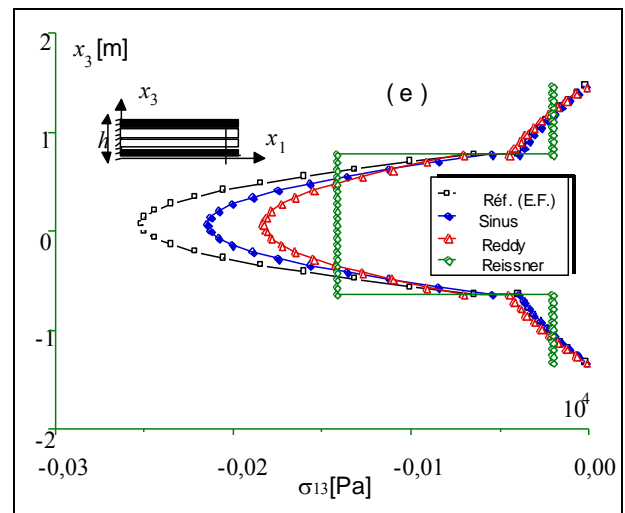 2
x3 [m]
( e )
x3
h
x1
1
Réf. (E.F.)
Sinus
Reddy
Reissner
0
-1
10^4
-2
-0,03
-0,02
-0,01
0,00
σ13[Pa]